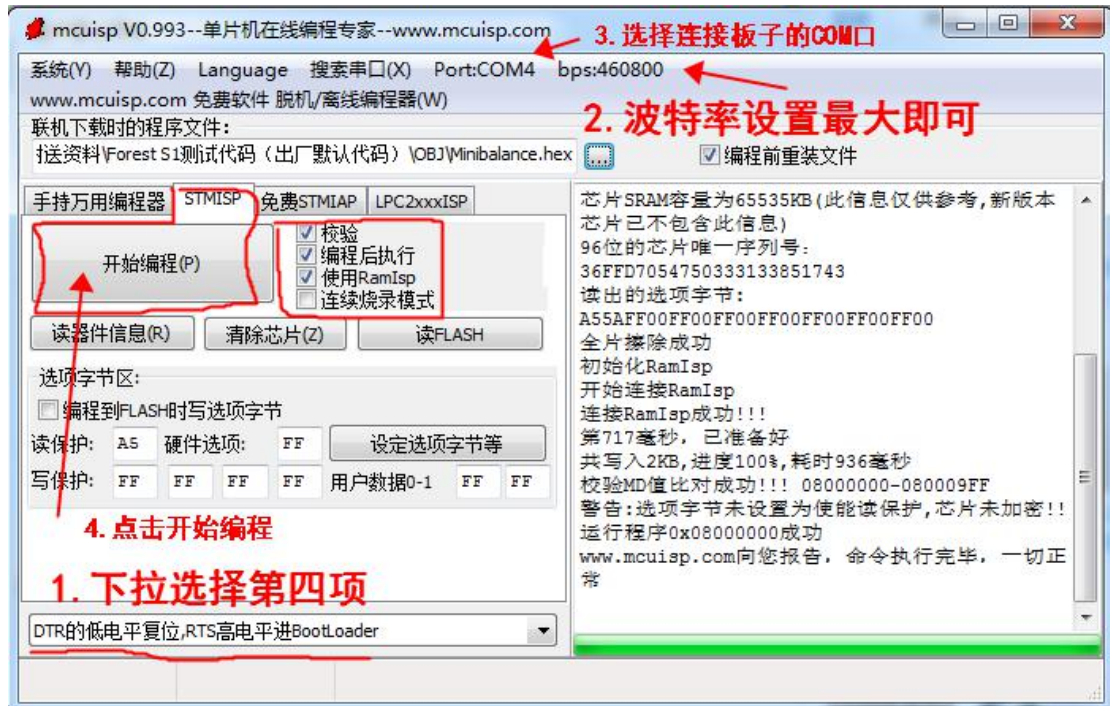 mcuisp V0.993--单片机在线编程专家--www.mcuisp.com
3. 选择连接板子的COM口
系统(Y) 帮助(Z) Language 搜索串口(X) Port:COM4 bps:460800
www.mcuisp.com 免费软件 脱机/离线编程器(W)
2. 波特率设置最大即可
联机下载时的程序文件:
送资料\Forest S1测试代码（出厂默认代码）\OBJ\Minibalance.hex ... 编程前重装文件
手持万用编程器 STMISP 免费STMIAP LPC2xxxISP
开始编程(P)
校验
编程后执行
使用RamIsp
连续烧录模式
读器件信息(R) 清除芯片(Z) 读FLASH
选项字节区:
编程到FLASH时写选项字节
读保护: A5 硬件选项: FF 设定选项字节等
写保护: FF FF FF FF 用户数据0-1 FF FF
4. 点击开始编程
1. 下拉选择第四项
DTR的低电平复位,RTS高电平进BootLoader
芯片SRAM容量为65535KB(此信息仅供参考,新版本
芯片已不包含此信息)
96位的芯片唯一序列号:
36FFD7054750333133851743
读出的选项字节:
A55AFF00FF00FF00FF00FF00FF00FF00
全片擦除成功
初始化RamIsp
开始连接RamIsp
连接RamIsp成功!!!
第717毫秒, 已准备好
共写入2KB,进度100%,耗时936毫秒
校验MD值比对成功!!! 08000000-080009FF
警告:选项字节未设置为使能读保护,芯片未加密!!
运行程序0x08000000成功
www.mcuisp.com向您报告, 命令执行完毕, 一切正
常